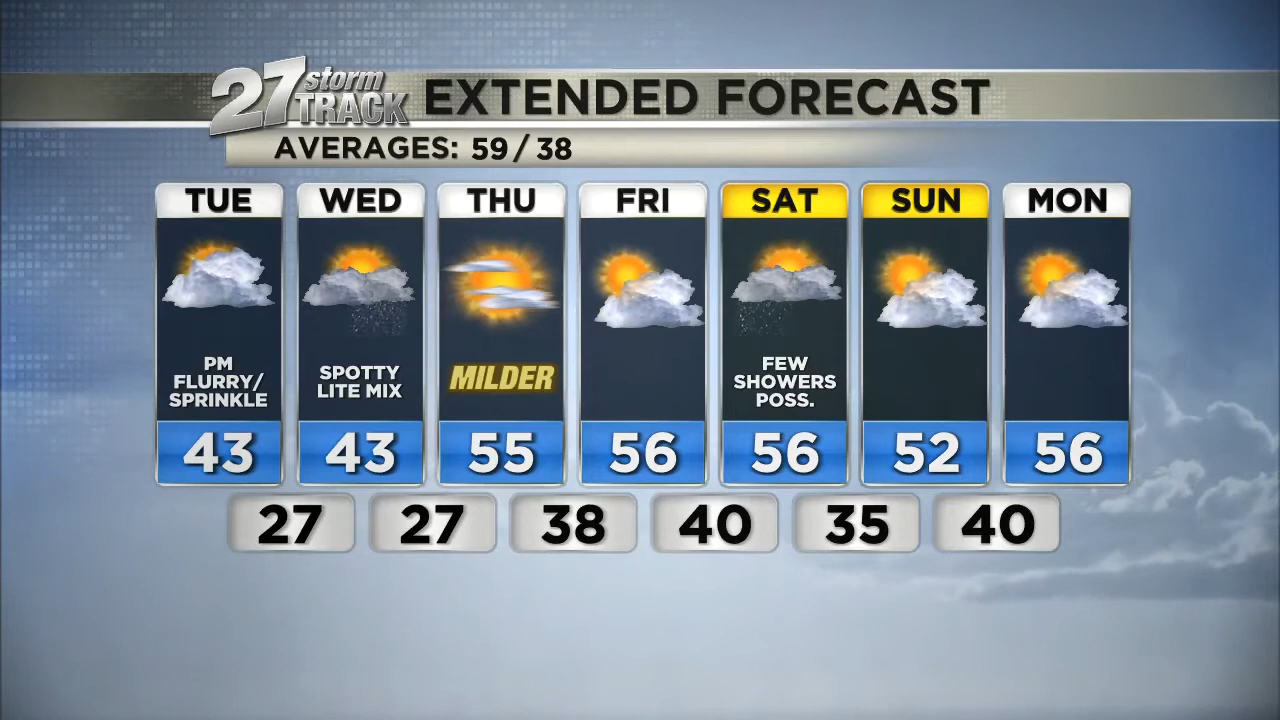 27 storm TRACK EXTENDED FORECAST
AVERAGES: 59 / 38
TUE WED THU FRI SAT SUN MON
PM
FLURRY/
SPRINKLE
SPOTTY
LITE MIX
MILDER
FEW
SHOWERS
POSS.
43 43 55 56 56 52 56
27 27 38 40 35 40